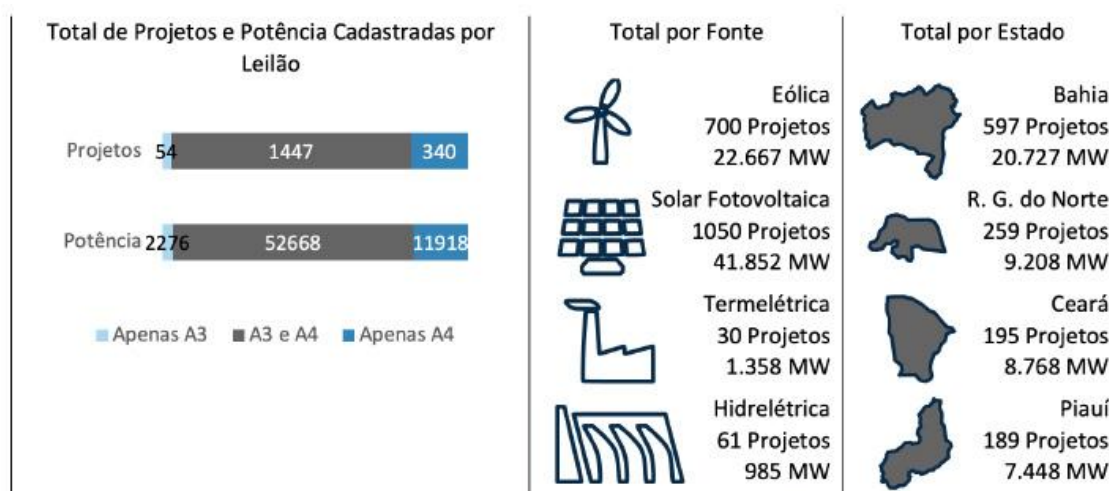 Total de Projetos e Potência Cadastradas por
Leilão
Projetos 54 1447 340
Potência 2276 52668 11918
Apenas A3 A3 e A4 Apenas A4
Total por Fonte
Eólica
700 Projetos
22.667 MW
Solar Fotovoltaica
1050 Projetos
41.852 MW
Termelétrica
30 Projetos
1.358 MW
Hidrelétrica
61 Projetos
985 MW
Total por Estado
Bahia
597 Projetos
20.727 MW
R. G. do Norte
259 Projetos
9.208 MW
Ceará
195 Projetos
8.768 MW
Piauí
189 Projetos
7.448 MW